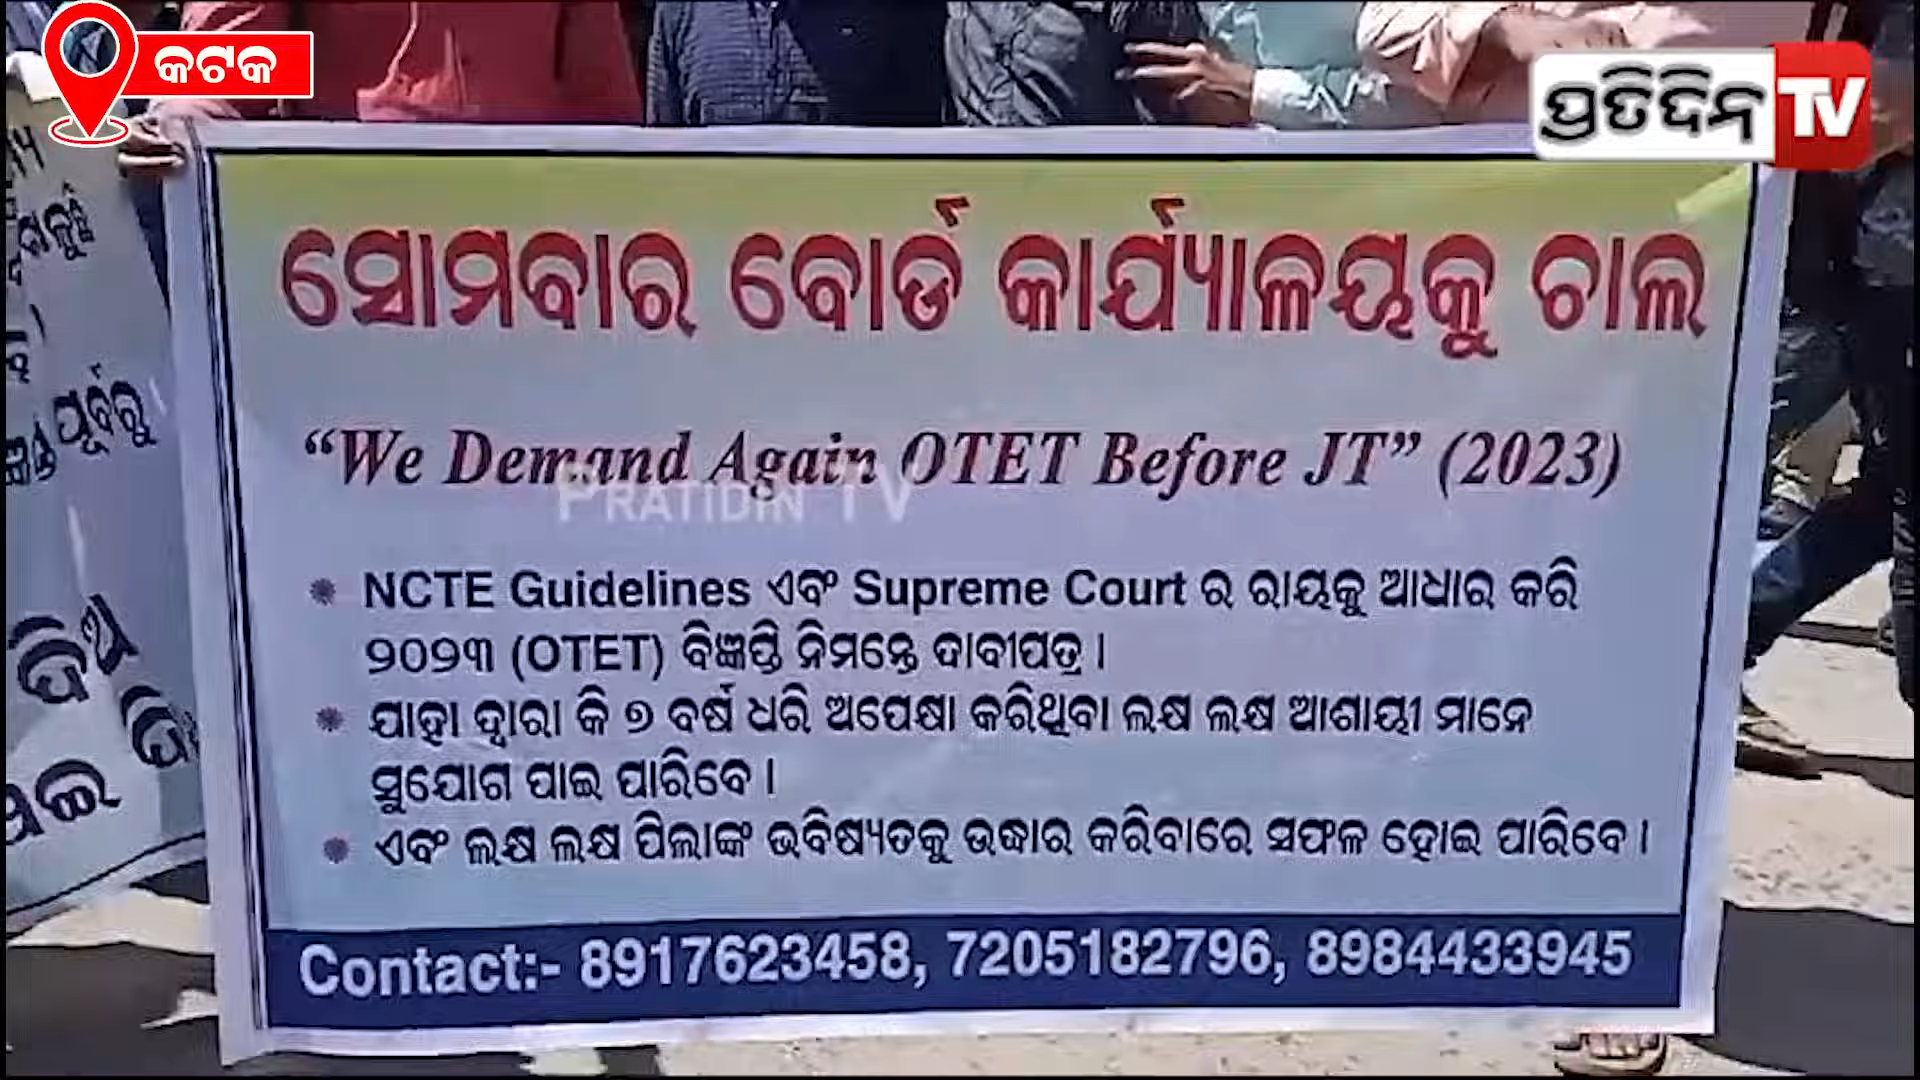 କଟକ
ପ୍ରତିଦିନ TV
ସୋମବାର ବୋର୍ଡ କାର୍ଯ୍ୟାଳୟକୁ ଚାଲ
“We Demand Again OTET Before JT” (2023)
PRATIDIN TV
NCTE Guidelines ଏବଂ Supreme Court ର ରାୟକୁ ଆଧାର କରି
୨୦୨୩ (OTET) ବିଜ୍ଞପ୍ତି ନିମନ୍ତେ ଦାବୀପତ୍ର ।
ଯାହା ଦ୍ୱାରା କି ୭ ବର୍ଷ ଧରି ଅପେକ୍ଷା କରିଥିବା ଲକ୍ଷ ଲକ୍ଷ ଆଶାୟୀ ମାନେ
ସୁଯୋଗ ପାଇ ପାରିବେ ।
ଏବଂ ଲକ୍ଷ ଲକ୍ଷ ପିଲାଙ୍କ ଭବିଷ୍ୟତକୁ ଉଦ୍ଧାର କରିବାରେ ସଫଳ ହୋଇ ପାରିବେ ।
Contact:- 8917623458, 7205182796, 8984433945
ପୂର୍ବରୁ